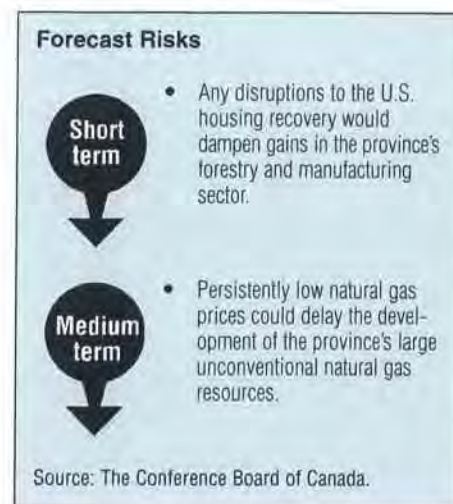 Forecast Risks
Short
term
• Any disruptions to the U.S.
housing recovery would
dampen gains in the province's
forestry and manufacturing
sector.
Medium
term
• Persistently low natural gas
prices could delay the devel-
opment of the province's large
unconventional natural gas
resources.
Source: The Conference Board of Canada.